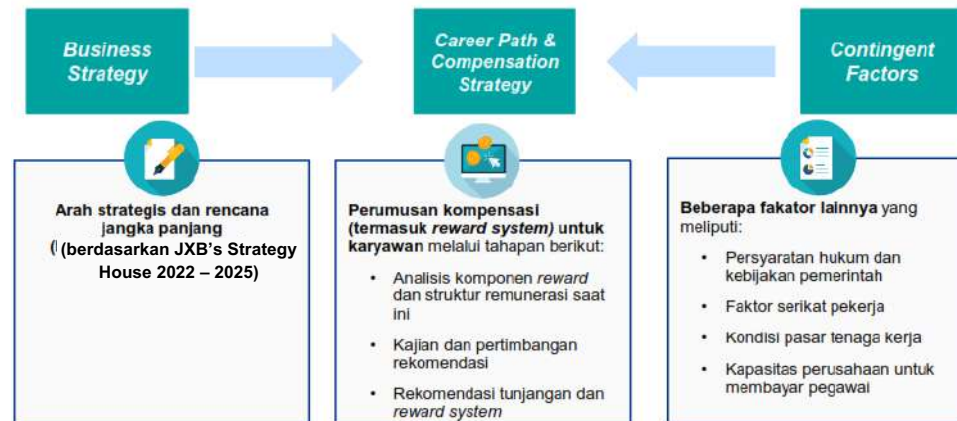 Business
Strategy
Career Path &
Compensation
Strategy
Contingent
Factors
Arah strategis dan rencana
jangka panjang
(berdasarkan JXB's Strategy
House 2022 – 2025)
Perumusan kompensasi
(termasuk reward system) untuk
karyawan melalui tahapan berikut:
• Analisis komponen reward
dan struktur remunerasi saat
ini
• Kajian dan pertimbangan
rekomendasi
• Rekomendasi tunjangan dan
reward system
Beberapa fakator lainnya yang
meliputi:
• Persyaratan hukum dan
kebijakan pemerintah
• Faktor serikat pekerja
• Kondisi pasar tenaga kerja
• Kapasitas perusahaan untuk
membayar pegawai